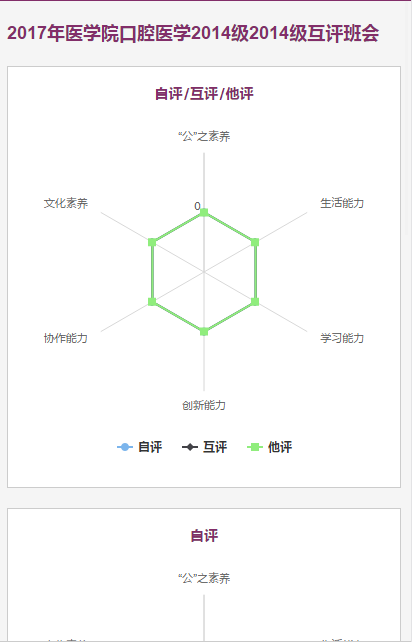 2017年医学院口腔医学2014级2014级互评班会
自评/互评/他评
“公”之素养
文化素养 生活能力
0
协作能力 学习能力
创新能力
自评 互评 他评
自评
“公”之素养